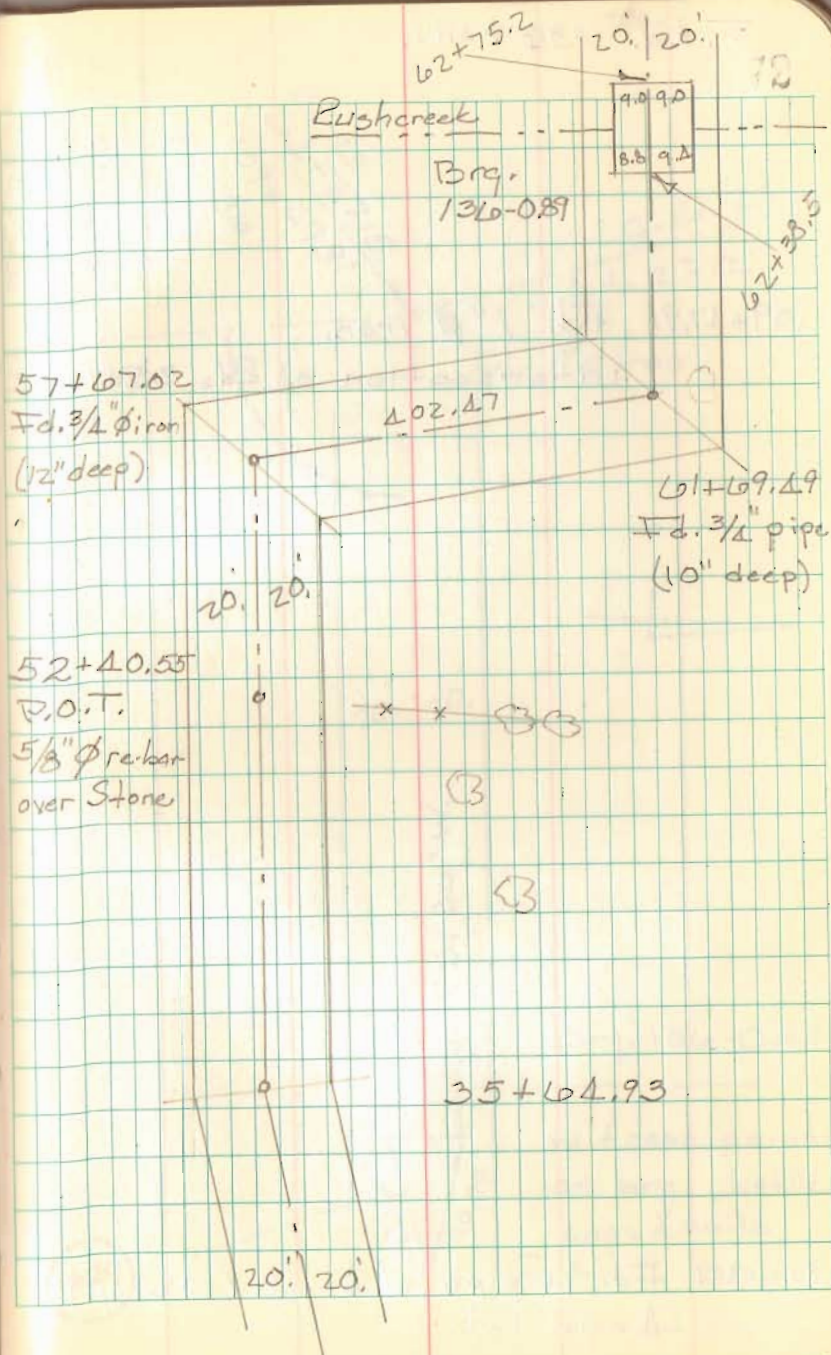 62+75.2
20.' 20.'
12
9.0 9.0
Rushcreek
8.8 9.4
Brg.
136-089
62+38.5
57+67.02
Fd. 3/4" Ø iron
(12" deep)
402.47
61+69.49
Fd. 3/4" pipe
(10" deep)
20.' 20.'
52+40.55
P.O.T.
5/8" Ø re-bar
over Stone
35+64.93
20.' 20.'